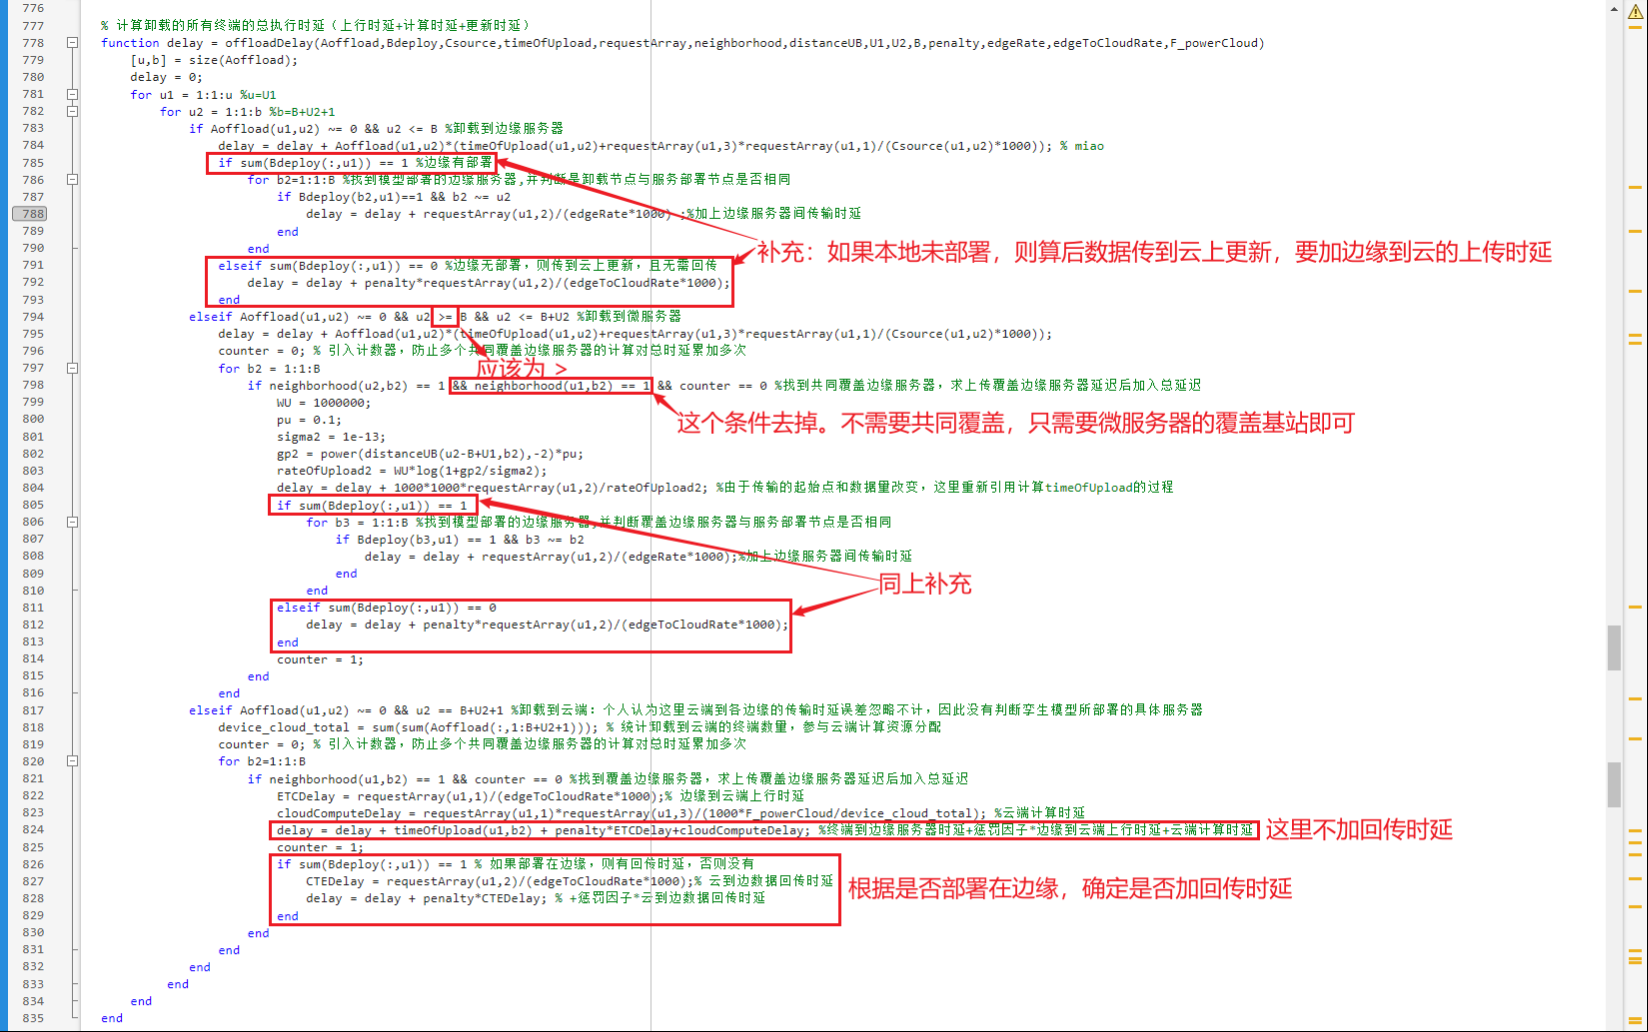 776
777 % 计算卸载的所有终端的总执行时延（上行时延+计算时延+更新时延）
778 function delay = offloadDelay(Aoffload,Bdeploy,Csource,timeOfUpload,requestArray,neighborhood,distanceUB,U1,U2,B,penalty,edgeRate,edgeToCloudRate,F_powerCloud)
779 [u,b] = size(Aoffload);
780 delay = 0;
781 for u1 = 1:1:u %u=U1
782 for u2 = 1:1:b %b=B+U2+1
783 if Aoffload(u1,u2) ~= 0 && u2 <= B %卸载到边缘服务器
784 delay = delay + Aoffload(u1,u2)*(timeOfUpload(u1,u2)+requestArray(u1,3)*requestArray(u1,1)/(Csource(u1,u2)*1000)); % miao
785 if sum(Bdeploy(:,u1)) == 1 %边缘有部署
786 for b2=1:1:B %找到模型部署的边缘服务器,并判断是卸载节点与服务部署节点是否相同
787 if Bdeploy(b2,u1)==1 && b2 ~= u2
788 delay = delay + requestArray(u1,2)/(edgeRate*1000) ;%加上边缘服务器间传输时延
789 end
790 end
补充：如果本地未部署，则算后数据传到云上更新，要加边缘到云的上传时延
791 elseif sum(Bdeploy(:,u1)) == 0 %边缘无部署，则传到云上更新，且无需回传
792 delay = delay + penalty*requestArray(u1,2)/(edgeToCloudRate*1000);
793 end
794 elseif Aoffload(u1,u2) ~= 0 && u2 >= B && u2 <= B+U2 %卸载到微服务器
795 delay = delay + Aoffload(u1,u2)*(timeOfUpload(u1,u2)+requestArray(u1,3)*requestArray(u1,1)/(Csource(u1,u2)*1000));
796 counter = 0; % 引入计数器，防止多个共同覆盖边缘服务器的计算对总时延累加多次
797 for b2 = 1:1:B
应该为 >
798 if neighborhood(u2,b2) == 1 && neighborhood(u1,b2) == 1 && counter == 0 %找到共同覆盖边缘服务器，求上传覆盖边缘服务器延迟后加入总延迟
799 WU = 1000000;
800 pu = 0.1;
这个条件去掉。不需要共同覆盖，只需要微服务器的覆盖基站即可
801 sigma2 = 1e-13;
802 gp2 = power(distanceUB(u2-B+U1,b2),-2)*pu;
803 rateOfUpload2 = WU*log(1+gp2/sigma2);
804 delay = delay + 1000*1000*requestArray(u1,2)/rateOfUpload2; %由于传输的起始点和数据量改变，这里重新引用计算timeOfUpload的过程
805 if sum(Bdeploy(:,u1)) == 1
806 for b3 = 1:1:B %找到模型部署的边缘服务器,并判断覆盖边缘服务器与服务部署节点是否相同
807 if Bdeploy(b3,u1) == 1 && b3 ~= b2
808 delay = delay + requestArray(u1,2)/(edgeRate*1000);%加上边缘服务器间传输时延
809 end
同上补充
810 end
811 elseif sum(Bdeploy(:,u1)) == 0
812 delay = delay + penalty*requestArray(u1,2)/(edgeToCloudRate*1000);
813 end
814 counter = 1;
815 end
816 end
817 elseif Aoffload(u1,u2) ~= 0 && u2 == B+U2+1 %卸载到云端：个人认为这里云端到各边缘的传输时延误差忽略不计，因此没有判断孪生模型所部署的具体服务器
818 device_cloud_total = sum(sum(Aoffload(:,1:B+U2+1))); % 统计卸载到云端的终端数量，参与云端计算资源分配
819 counter = 0; % 引入计数器，防止多个共同覆盖边缘服务器的计算对总时延累加多次
820 for b2=1:1:B
821 if neighborhood(u1,b2) == 1 && counter == 0 %找到覆盖边缘服务器，求上传覆盖边缘服务器延迟后加入总延迟
822 ETCDelay = requestArray(u1,1)/(edgeToCloudRate*1000);% 边缘到云端上行时延
823 cloudComputeDelay = requestArray(u1,1)*requestArray(u1,3)/(1000*F_powerCloud/device_cloud_total); %云端计算时延
824 delay = delay + timeOfUpload(u1,b2) + penalty*ETCDelay+cloudComputeDelay; %终端到边缘服务器时延+惩罚因子*边缘到云端上行时延+云端计算时延 这里不加回传时延
825 counter = 1;
826 if sum(Bdeploy(:,u1)) == 1 % 如果部署在边缘，则有回传时延，否则没有
827 CTEDelay = requestArray(u1,2)/(edgeToCloudRate*1000);% 云到边数据回传时延 根据是否部署在边缘，确定是否加回传时延
828 delay = delay + penalty*CTEDelay; % +惩罚因子*云到边数据回传时延
829 end
830 end
831 end
832 end
833 end
834 end
835 end